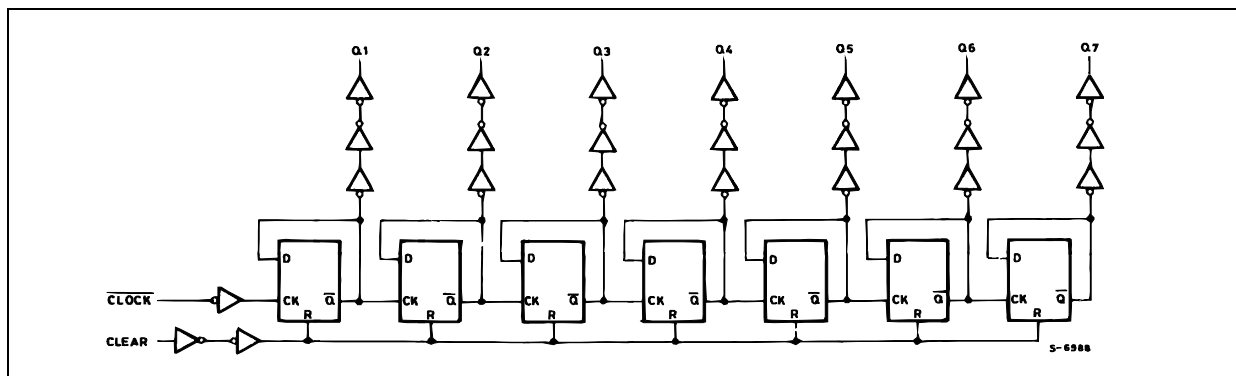 Q1 Q2 Q3 Q4 Q5 Q6 Q7
D D D D D D D
CLOCK CK Q CK Q CK Q CK Q CK Q CK Q CK Q
R R R R R R R
CLEAR
S-6988